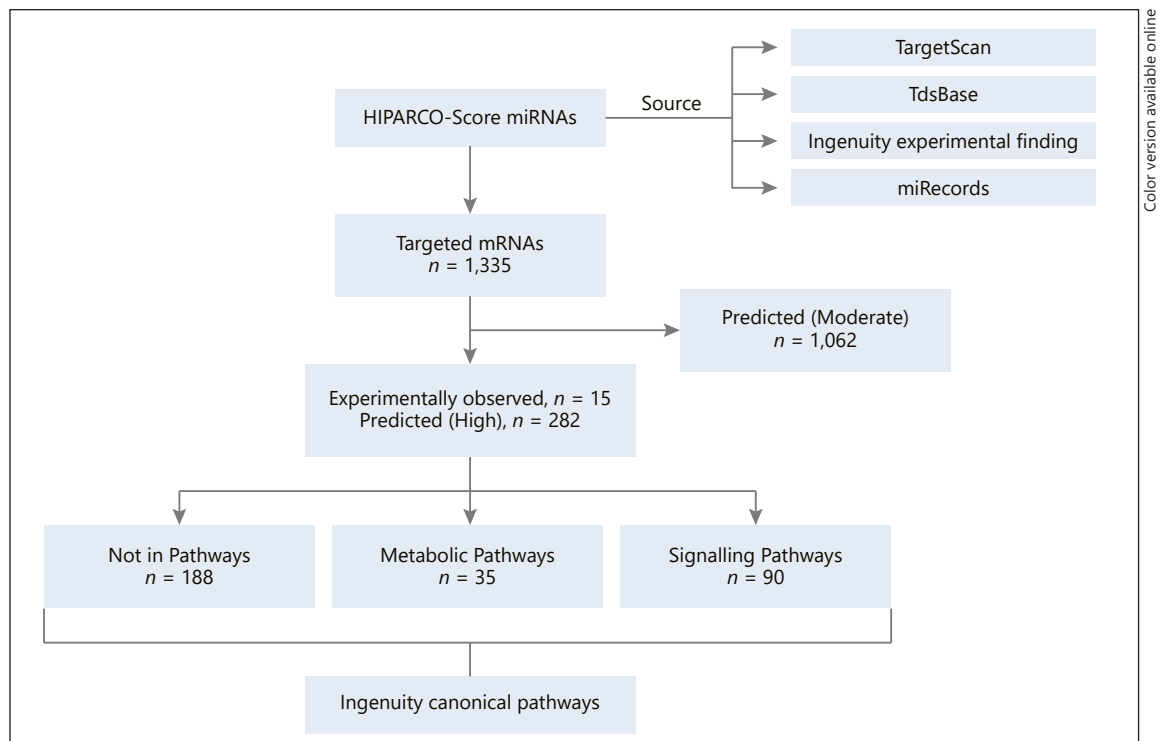 HIPARCO-Score miRNAs
Source
TargetScan
TdsBase
Ingenuity experimental finding
miRecords
Targeted mRNAs
n = 1,335
Predicted (Moderate)
n = 1,062
Experimentally observed, n = 15
Predicted (High), n = 282
Not in Pathways
n = 188
Metabolic Pathways
n = 35
Signalling Pathways
n = 90
Ingenuity canonical pathways
Color version available online